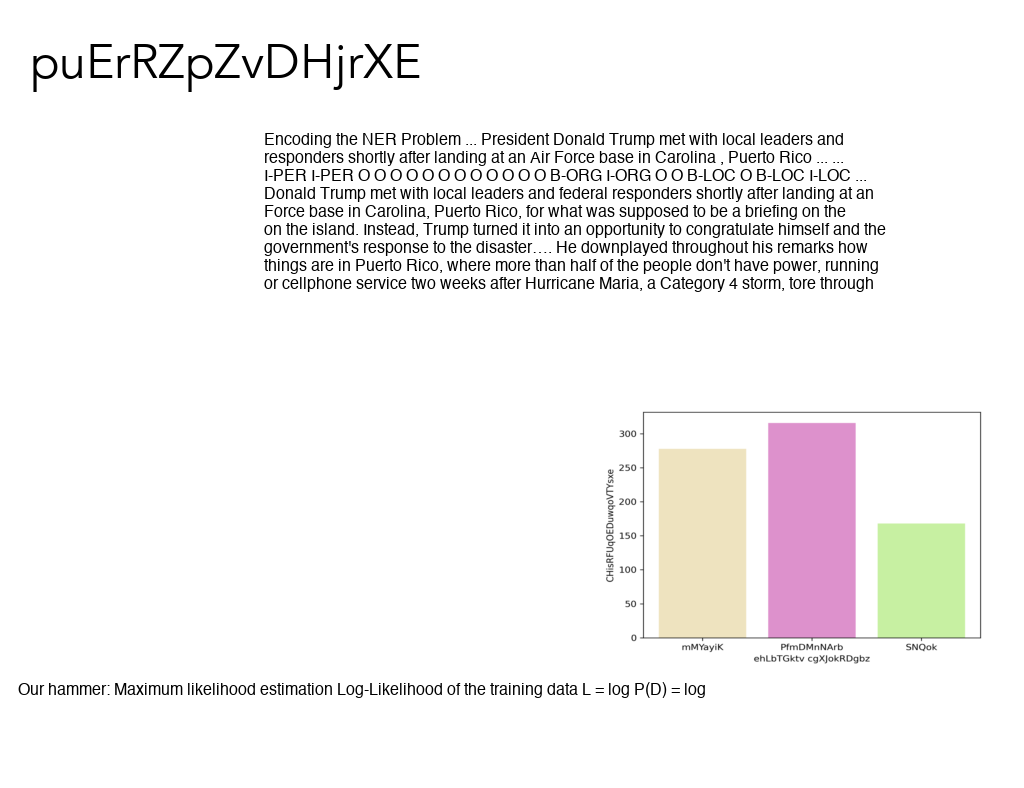 puErRZpZvDHjrXE
Encoding the NER Problem ... President Donald Trump met with local leaders and
responders shortly after landing at an Air Force base in Carolina , Puerto Rico ... ...
I-PER I-PER O O O O O O O O O O O O B-ORG I-ORG O O B-LOC O B-LOC I-LOC ...
Donald Trump met with local leaders and federal responders shortly after landing at an
Force base in Carolina, Puerto Rico, for what was supposed to be a briefing on the
on the island. Instead, Trump turned it into an opportunity to congratulate himself and the
government's response to the disaster…. He downplayed throughout his remarks how
things are in Puerto Rico, where more than half of the people don't have power, running
or cellphone service two weeks after Hurricane Maria, a Category 4 storm, tore through
CHisRFUqOEDuwqoVTYsxe
300
250
200
150
100
50
0
mMYayiK
PfmDMnNArb
ehLbTGktv cgXJokRDgbz
SNQok
Our hammer: Maximum likelihood estimation Log-Likelihood of the training data L = log P(D) = log